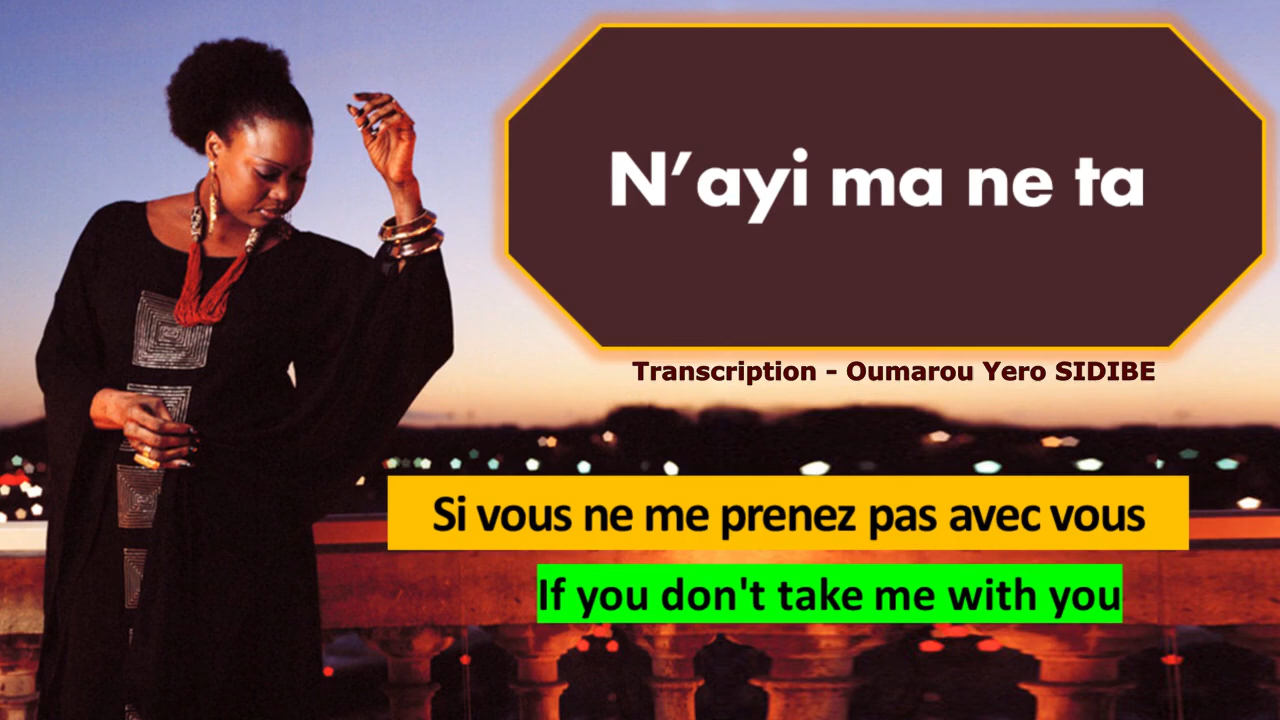 N’ayi ma ne ta
Transcription - Oumarou Yero SIDIBE
Si vous ne me prenez pas avec vous
If you don't take me with you